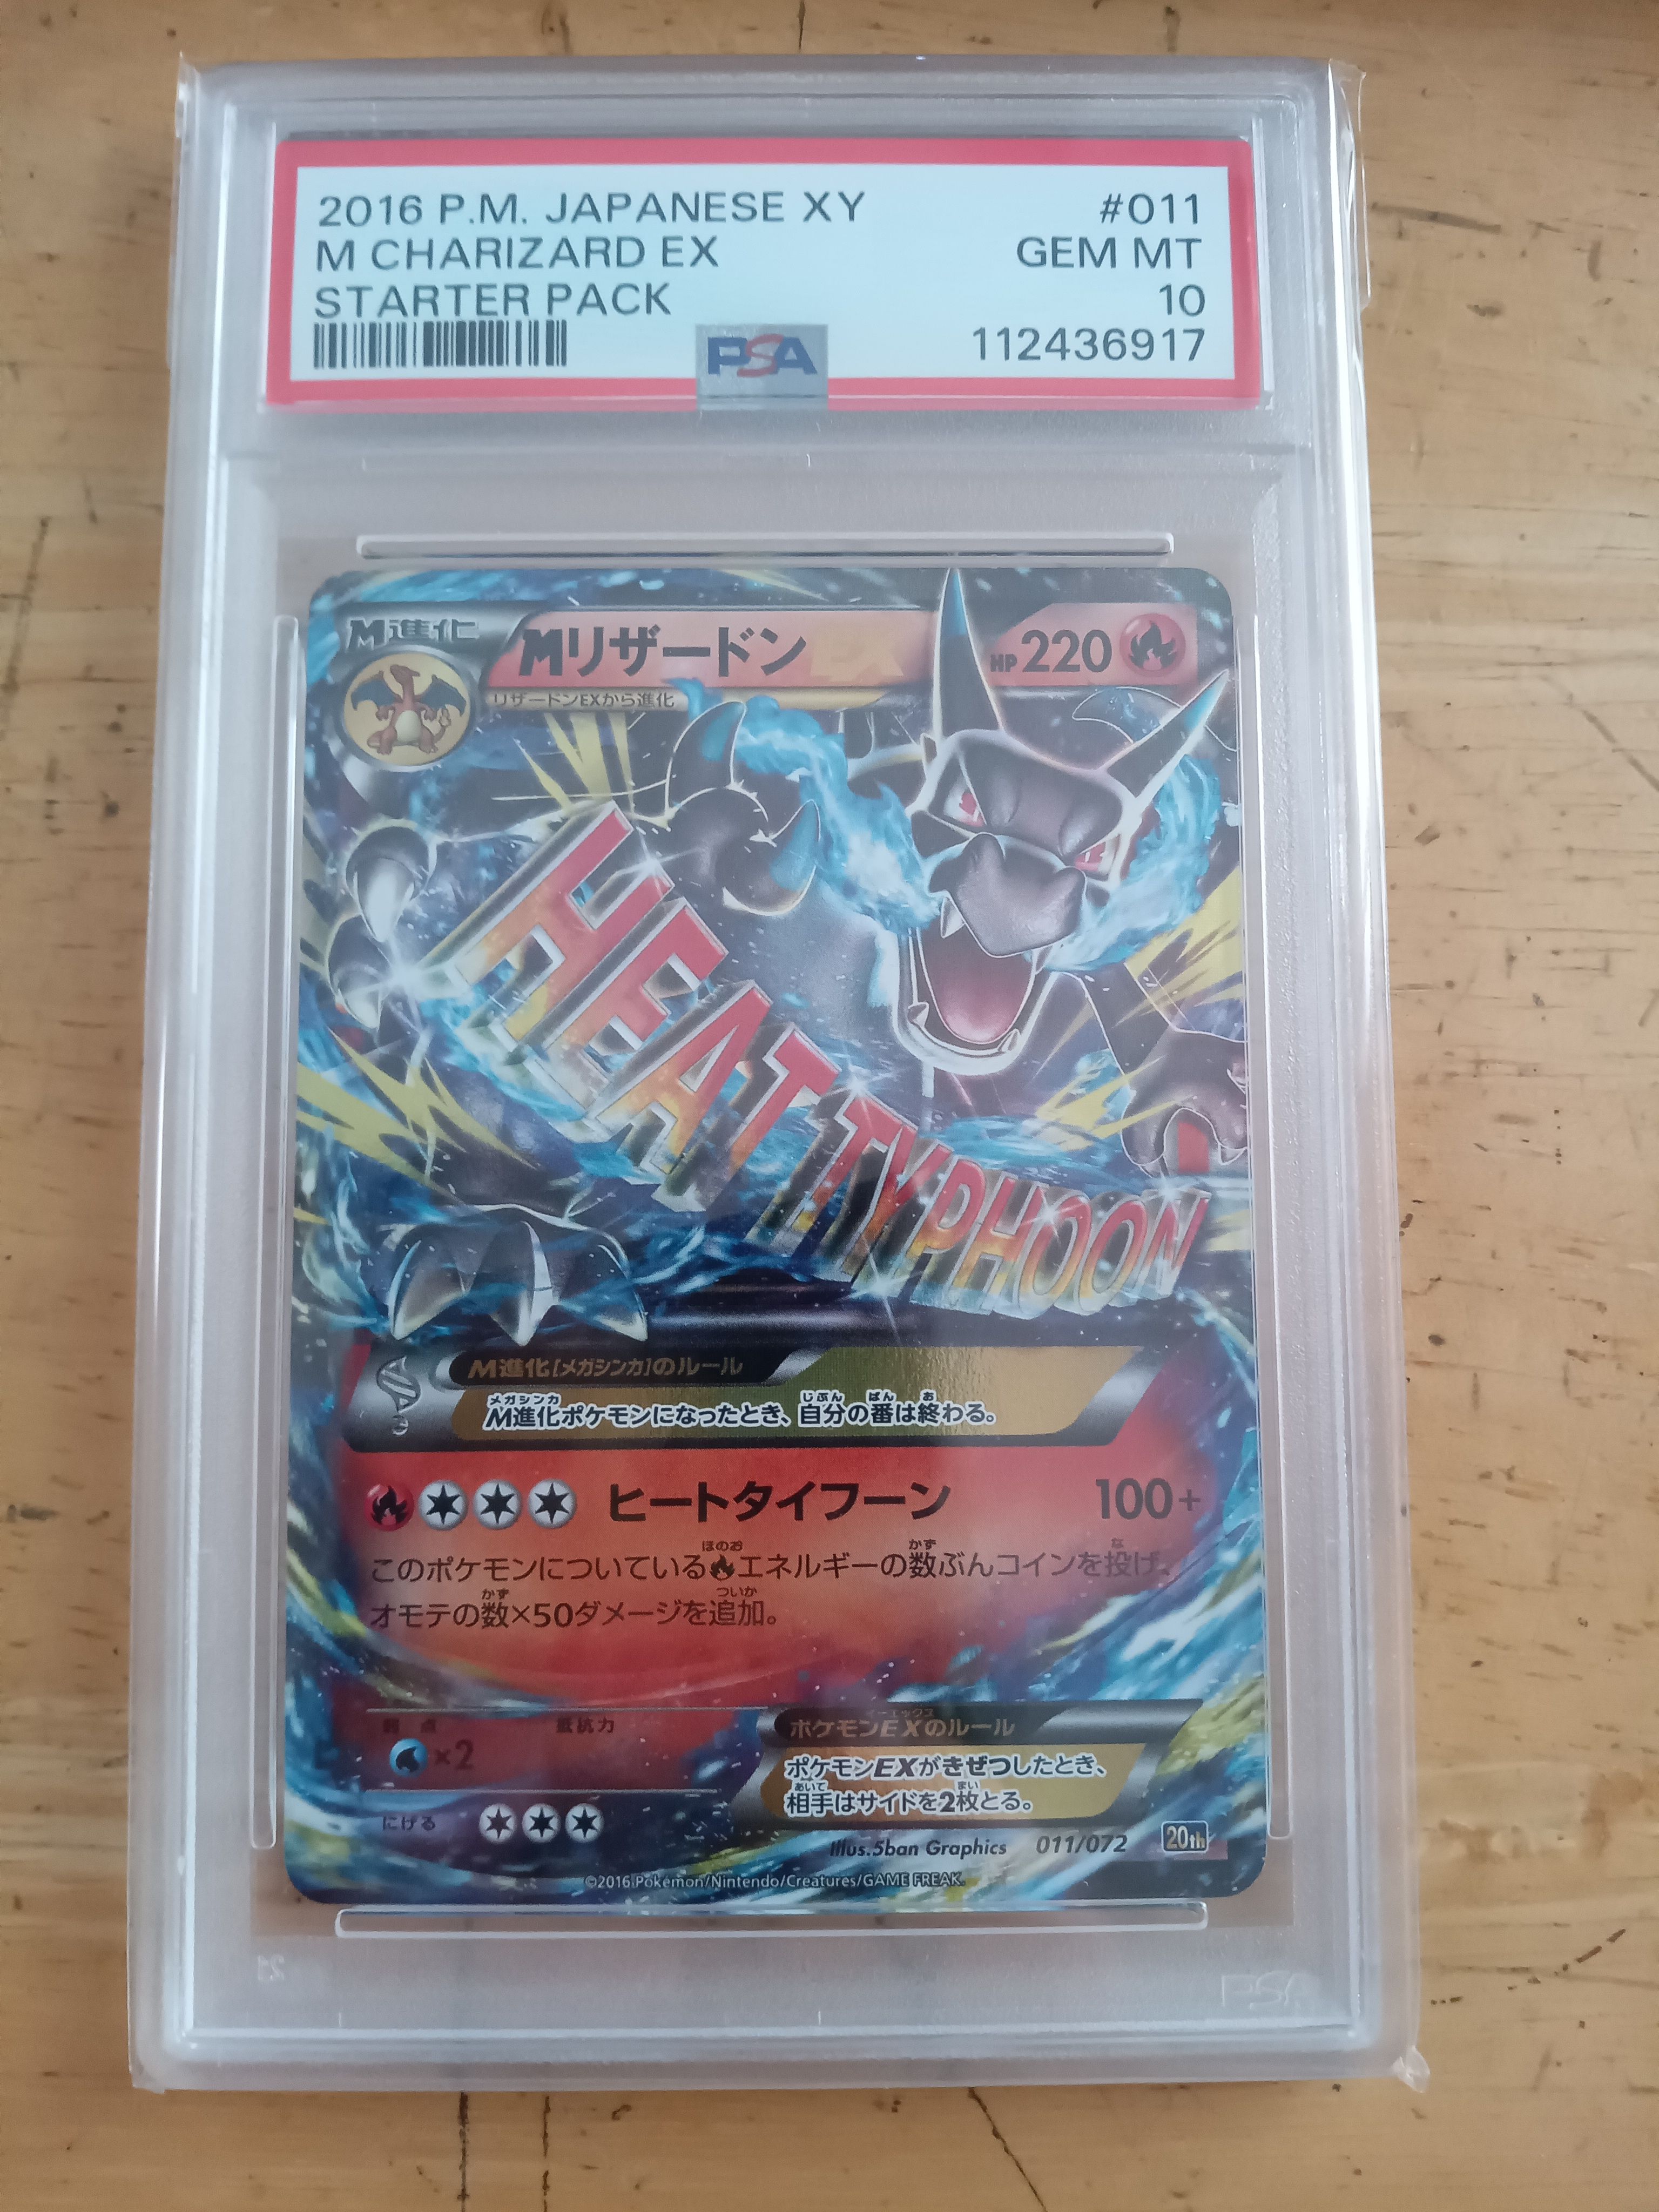 2016 P.M. JAPANESE XY #011
M CHARIZARD EX GEM MT
STARTER PACK 10
PSA 112436917
M進化
MリザードンEX HP220
リザードンEXから進化
HEAT TYPHOON
M進化[メガシンカ]のルール
M進化ポケモンになったとき、自分の番は終わる。
ヒートタイフーン 100+
このポケモンについている エネルギーの数ぶんコインを投げ、
オモテの数×50ダメージを追加。
弱点 抵抗力
×2
ポケモンEXのルール
ポケモンEXがきぜつしたとき、
相手はサイドを2枚とる。
にげる
Illus.5ban Graphics 011/072 20th
©2016 Pokémon/Nintendo/Creatures/GAME FREAK.
PSA